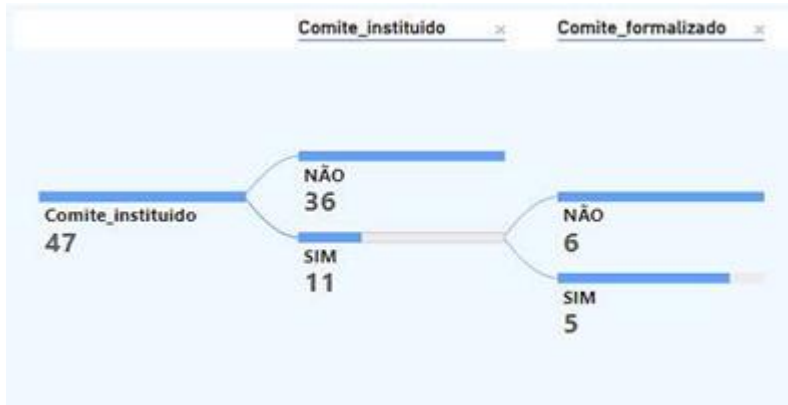 Comite_instituido ×
Comite_formalizado ×
Comite_instituido
47
NÃO
36
SIM
11
NÃO
6
SIM
5